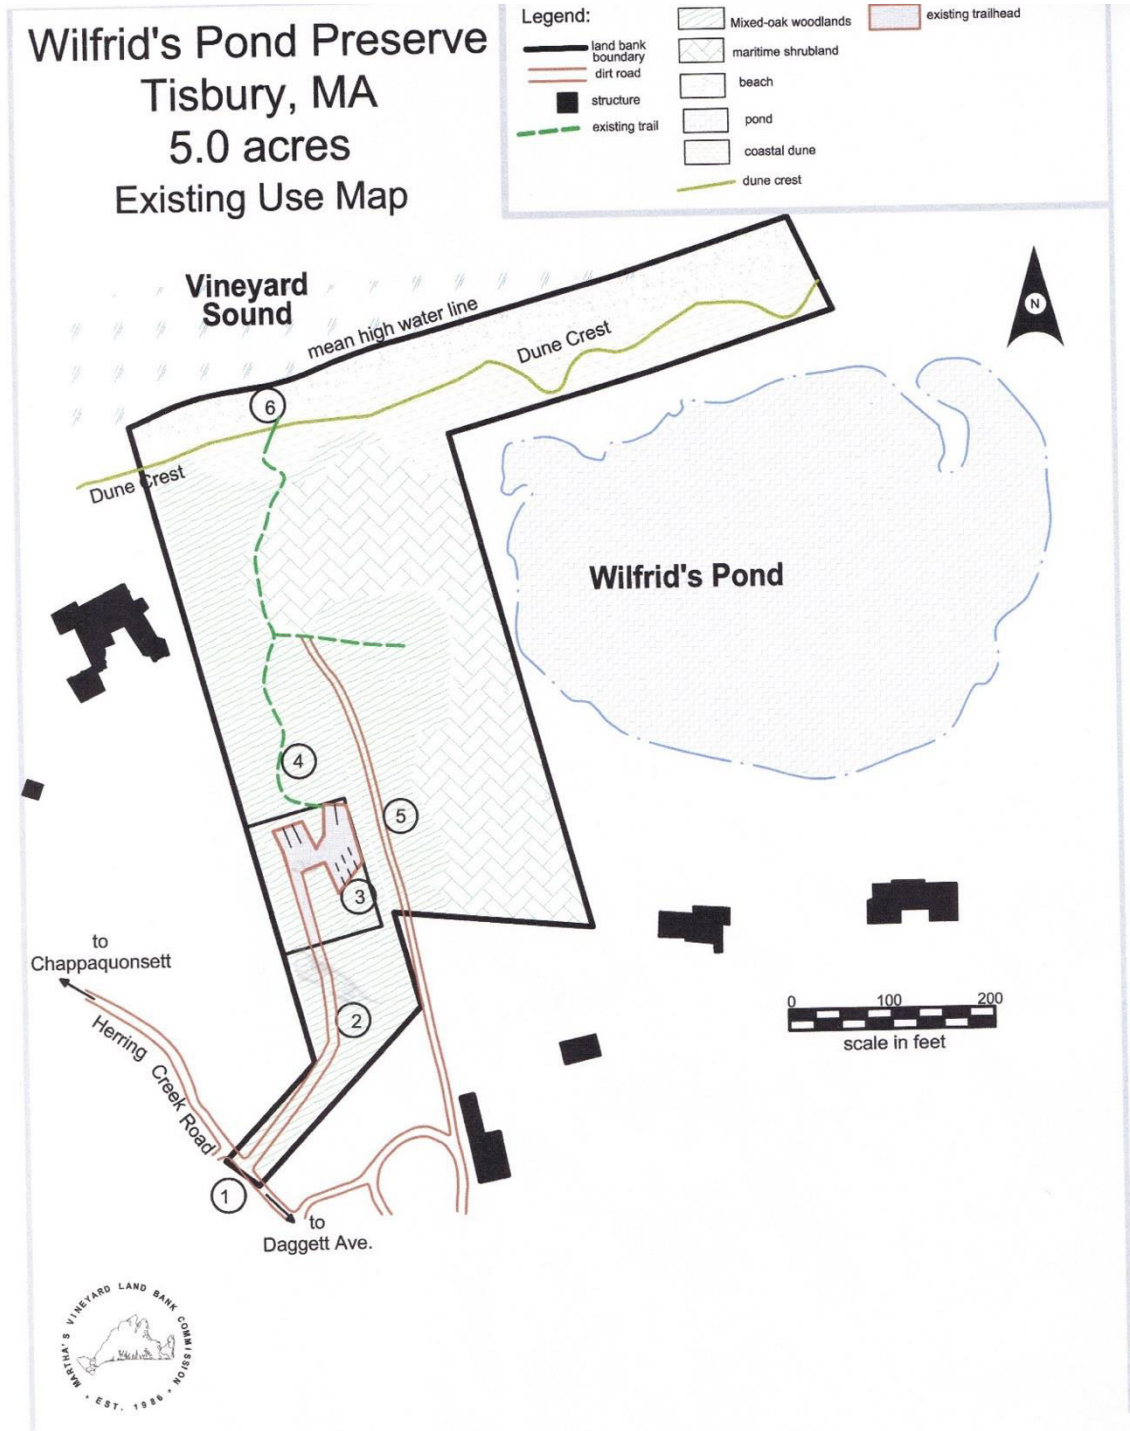 Wilfrid's Pond Preserve
Tisbury, MA
5.0 acres
Existing Use Map
Legend:
land bank
boundary
dirt road
structure
existing trail
Mixed-oak woodlands
maritime shrubland
beach
pond
coastal dune
dune crest
existing trailhead
Vineyard
Sound
mean high water line
Dune Crest
N
6
Dune Crest
Wilfrid's Pond
4
5
3
to
Chappaquonsett
2
Herring Creek Road
0 100 200
scale in feet
1
to
Daggett Ave.
MARTHA'S VINEYARD LAND BANK COMMISSION
• EST. 1986 •